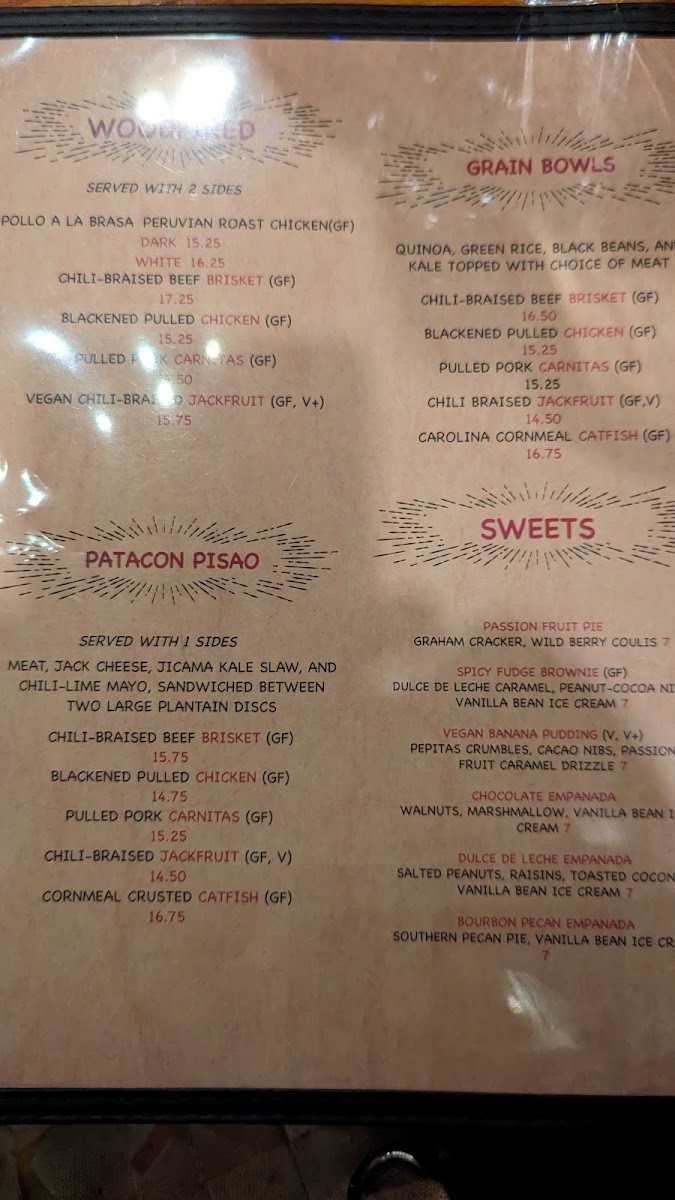 WOODFIRED
SERVED WITH 2 SIDES
POLLO A LA BRASA PERUVIAN ROAST CHICKEN(GF)
DARK 15.25
WHITE 16.25
CHILI-BRAISED BEEF BRISKET (GF)
17.25
BLACKENED PULLED CHICKEN (GF)
15.25
PULLED PORK CARNITAS (GF)
.50
VEGAN CHILI-BRAISED JACKFRUIT (GF, V+)
15.75
PATACON PISAO
SERVED WITH 1 SIDES
MEAT, JACK CHEESE, JICAMA KALE SLAW, AND
CHILI-LIME MAYO, SANDWICHED BETWEEN
TWO LARGE PLANTAIN DISCS
CHILI-BRAISED BEEF BRISKET (GF)
15.75
BLACKENED PULLED CHICKEN (GF)
14.75
PULLED PORK CARNITAS (GF)
15.25
CHILI-BRAISED JACKFRUIT (GF, V)
14.50
CORNMEAL CRUSTED CATFISH (GF)
16.75
GRAIN BOWLS
QUINOA, GREEN RICE, BLACK BEANS, AN
KALE TOPPED WITH CHOICE OF MEAT
CHILI-BRAISED BEEF BRISKET (GF)
16.50
BLACKENED PULLED CHICKEN (GF)
15.25
PULLED PORK CARNITAS (GF)
15.25
CHILI BRAISED JACKFRUIT (GF,V)
14.50
CAROLINA CORNMEAL CATFISH (GF)
16.75
SWEETS
PASSION FRUIT PIE
GRAHAM CRACKER, WILD BERRY COULIS 7
SPICY FUDGE BROWNIE (GF)
DULCE DE LECHE CARAMEL, PEANUT-COCOA NI
VANILLA BEAN ICE CREAM 7
VEGAN BANANA PUDDING (V, V+)
PEPITAS CRUMBLES, CACAO NIBS, PASSION
FRUIT CARAMEL DRIZZLE 7
CHOCOLATE EMPANADA
WALNUTS, MARSHMALLOW, VANILLA BEAN I
CREAM 7
DULCE DE LECHE EMPANADA
SALTED PEANUTS, RAISINS, TOASTED COCON
VANILLA BEAN ICE CREAM 7
BOURBON PECAN EMPANADA
SOUTHERN PECAN PIE, VANILLA BEAN ICE CR
7